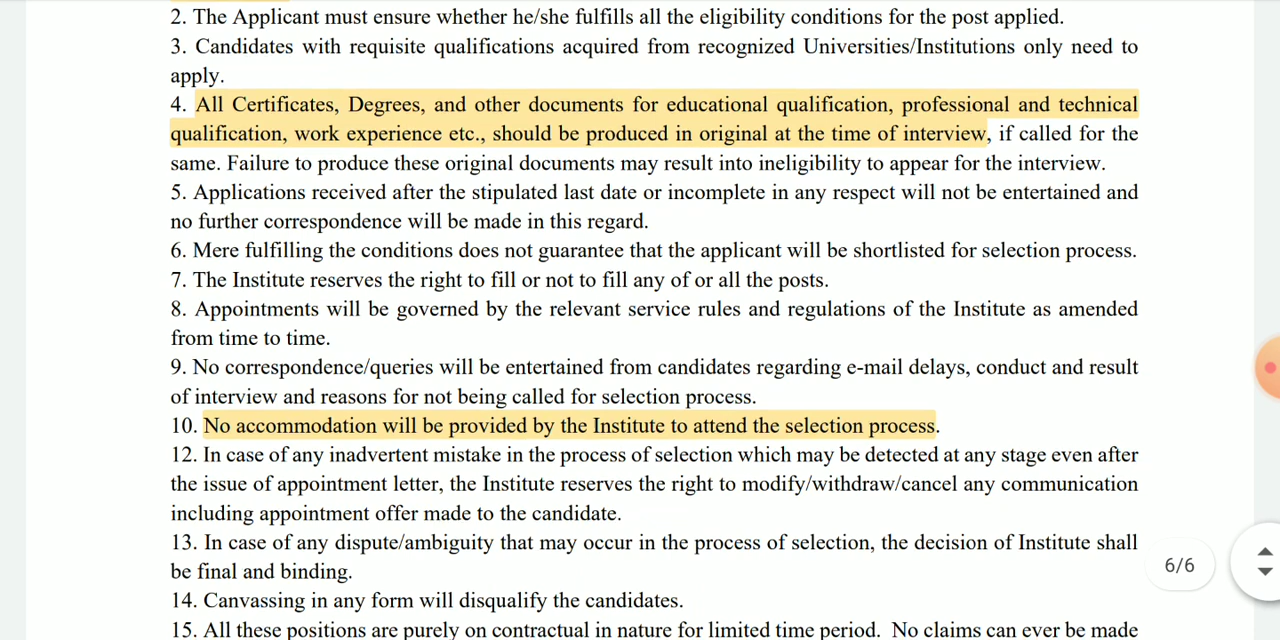 2. The Applicant must ensure whether he/she fulfills all the eligibility conditions for the post applied.
3. Candidates with requisite qualifications acquired from recognized Universities/Institutions only need to
apply.
4. All Certificates, Degrees, and other documents for educational qualification, professional and technical
qualification, work experience etc., should be produced in original at the time of interview, if called for the
same. Failure to produce these original documents may result into ineligibility to appear for the interview.
5. Applications received after the stipulated last date or incomplete in any respect will not be entertained and
no further correspondence will be made in this regard.
6. Mere fulfilling the conditions does not guarantee that the applicant will be shortlisted for selection process.
7. The Institute reserves the right to fill or not to fill any of or all the posts.
8. Appointments will be governed by the relevant service rules and regulations of the Institute as amended
from time to time.
9. No correspondence/queries will be entertained from candidates regarding e-mail delays, conduct and result
of interview and reasons for not being called for selection process.
10. No accommodation will be provided by the Institute to attend the selection process.
12. In case of any inadvertent mistake in the process of selection which may be detected at any stage even after
the issue of appointment letter, the Institute reserves the right to modify/withdraw/cancel any communication
including appointment offer made to the candidate.
13. In case of any dispute/ambiguity that may occur in the process of selection, the decision of Institute shall
be final and binding.
6/6
14. Canvassing in any form will disqualify the candidates.
15. All these positions are purely on contractual in nature for limited time period. No claims can ever be made